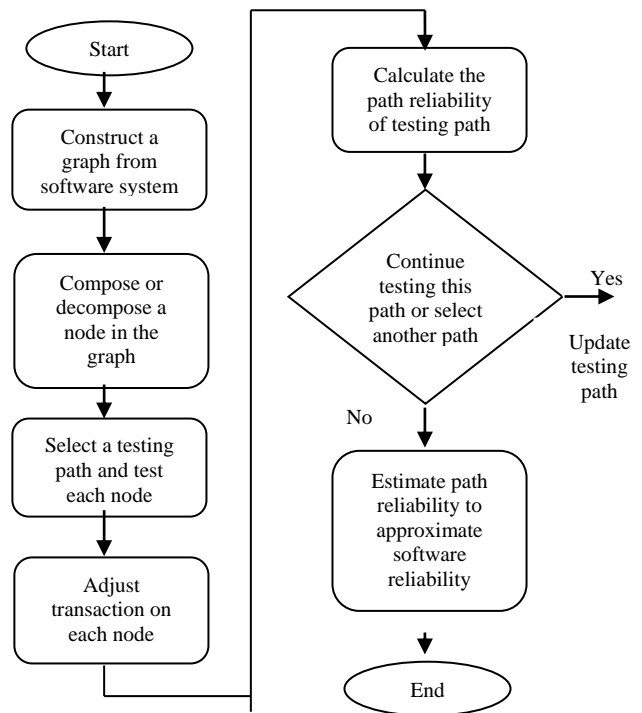 Start
Construct a
graph from
software system
Compose or
decompose a
node in the
graph
Select a testing
path and test
each node
Adjust
transaction on
each node
Calculate the
path reliability
of testing path
Continue
testing this
path or select
another path
Yes
Update
testing
path
No
Estimate path
reliability to
approximate
software
reliability
End